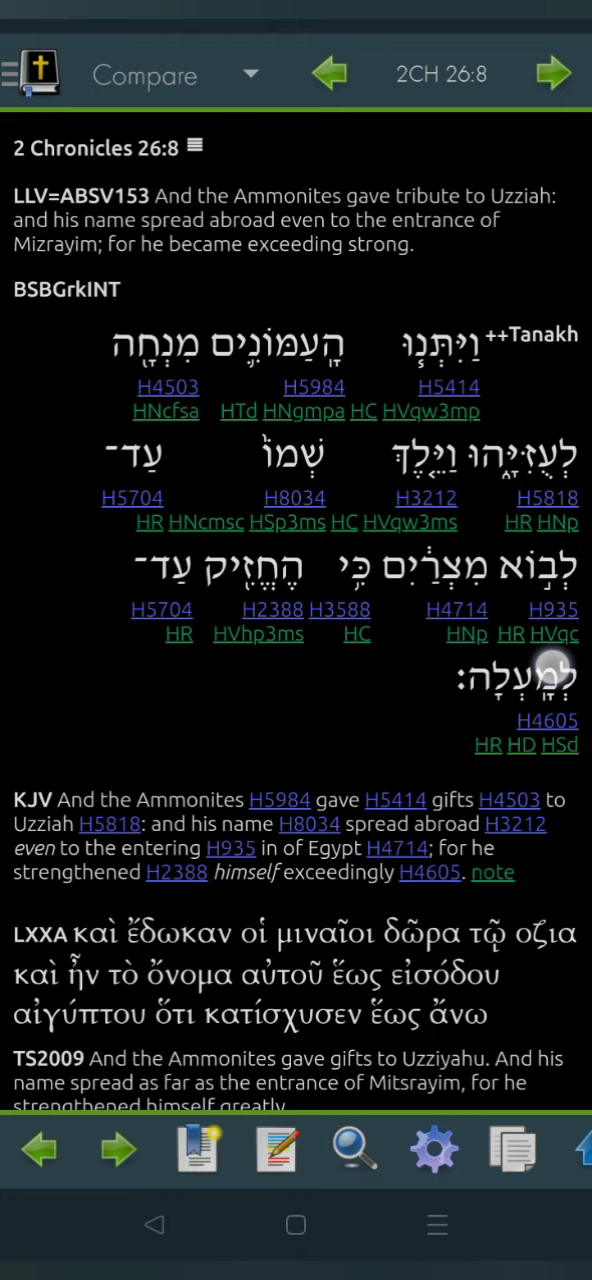 Compare 2CH 26:8
2 Chronicles 26:8
LLV=ABSV153 And the Ammonites gave tribute to Uzziah:
and his name spread abroad even to the entrance of
Mizrayim; for he became exceeding strong.
BSBGrkINT
++Tanakh וַיִּתְּנ֧וּ הָֽעַמּוֹנִ֛ים מִנְחָ֖ה
H4503 H5984 H5414
HNcfsa HTd HNgmpa HC HVqw3mp
לְעֻזִּיָּ֑הוּ וַיֵּ֤לֶךְ שְׁמוֹ֙ עַד־
H5704 H8034 H3212 H5818
HR HNcmsc HSp3ms HC HVqw3ms HR HNp
לְב֣וֹא מִצְרַ֔יִם כִּ֥י הֶחֱזִ֖יק עַד־
H5704 H2388 H3588 H4714 H935
HR HVhp3ms HC HNp HR HVqc
לְמָֽעְלָה׃
H4605
HR HD HSd
KJV And the Ammonites H5984 gave H5414 gifts H4503 to
Uzziah H5818: and his name H8034 spread abroad H3212
even to the entering H935 in of Egypt H4714; for he
strengthened H2388 himself exceedingly H4605. note
LXXA καὶ ἔδωκαν οἱ μιναῖοι δῶρα τῷ οζια
καὶ ἦν τὸ ὄνομα αὐτοῦ ἕως εἰσόδου
αἰγύπτου ὅτι κατίσχυσεν ἕως ἄνω
TS2009 And the Ammonites gave gifts to Uzziyahu. And his
name spread as far as the entrance of Mitsrayim, for he
strengthened himself greatly